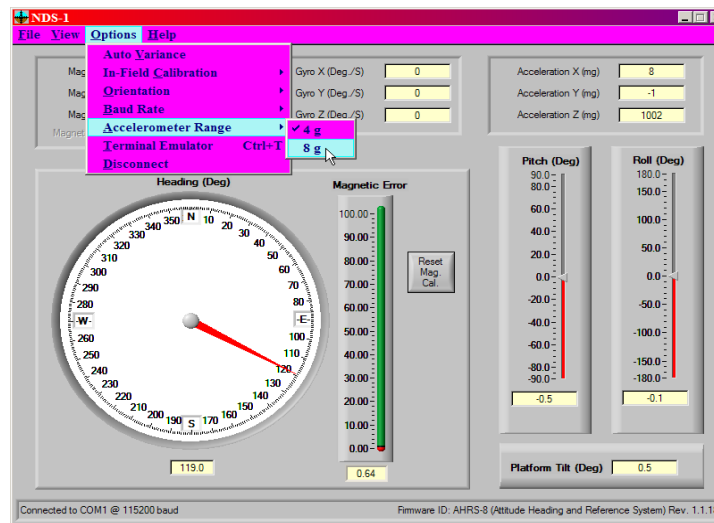 NDS-1
File View Options Help
Auto Variance
In-Field Calibration
Orientation
Baud Rate
Accelerometer Range
Terminal Emulator Ctrl+T
Disconnect
✓ 4 g
8 g
Gyro X (Deg./S) 0
Gyro Y (Deg./S) 0
Gyro Z (Deg./S) 0
Acceleration X (mg) 8
Acceleration Y (mg) -1
Acceleration Z (mg) 1002
Heading (Deg)
N 10 20 30 40 50 60 70 80 -E- 100 110 120 130 140 150 160 170 S 190 200 210 220 230 240 250 260 -W- 280 290 300 310 320 330 340 350
119.0
Magnetic Error
100.00
90.00
80.00
70.00
60.00
50.00
40.00
30.00
20.00
10.00
0.00
0.64
Reset
Mag.
Cal.
Pitch (Deg)
90.0
80.0
60.0
40.0
20.0
0.0
-20.0
-40.0
-60.0
-80.0
-90.0
-0.5
Roll (Deg)
180.0
150.0
100.0
50.0
0.0
-50.0
-100.0
-150.0
-180.0
-0.1
Platform Tilt (Deg) 0.5
Connected to COM1 @ 115200 baud
Firmware ID: AHRS-8 (Attitude Heading and Reference System) Rev. 1.1.1